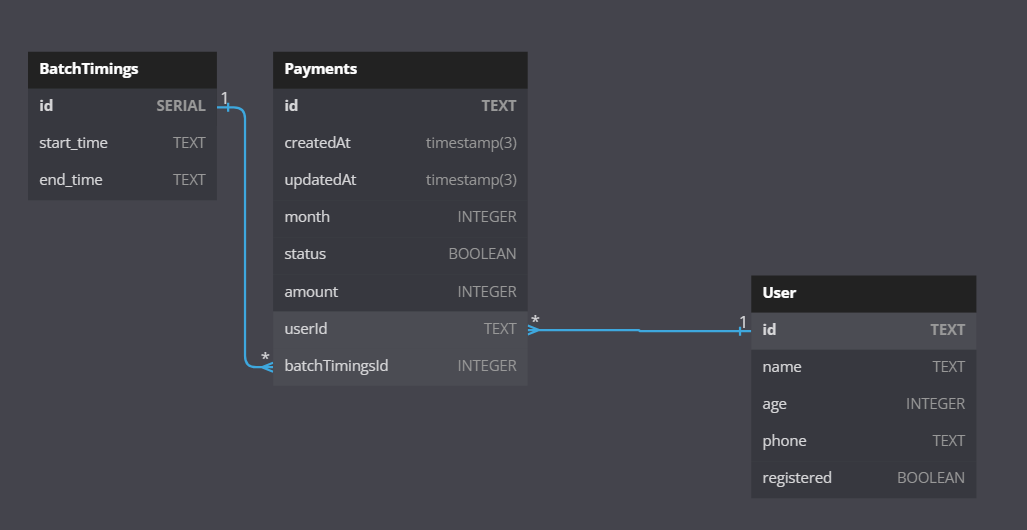 BatchTimings
id SERIAL
start_time TEXT
end_time TEXT
1
*
Payments
id TEXT
createdAt timestamp(3)
updatedAt timestamp(3)
month INTEGER
status BOOLEAN
amount INTEGER
userId TEXT
batchTimingsId INTEGER
*
1
User
id TEXT
name TEXT
age INTEGER
phone TEXT
registered BOOLEAN